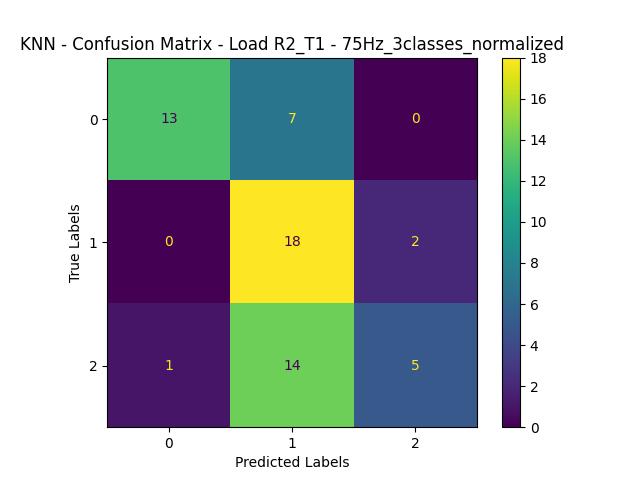 KNN - Confusion Matrix - Load R2_T1 - 75Hz_3classes_normalized
0 13 7 0
1 0 18 2
2 1 14 5
0 1 2
True Labels
Predicted Labels
18
16
14
12
10
8
6
4
2
0